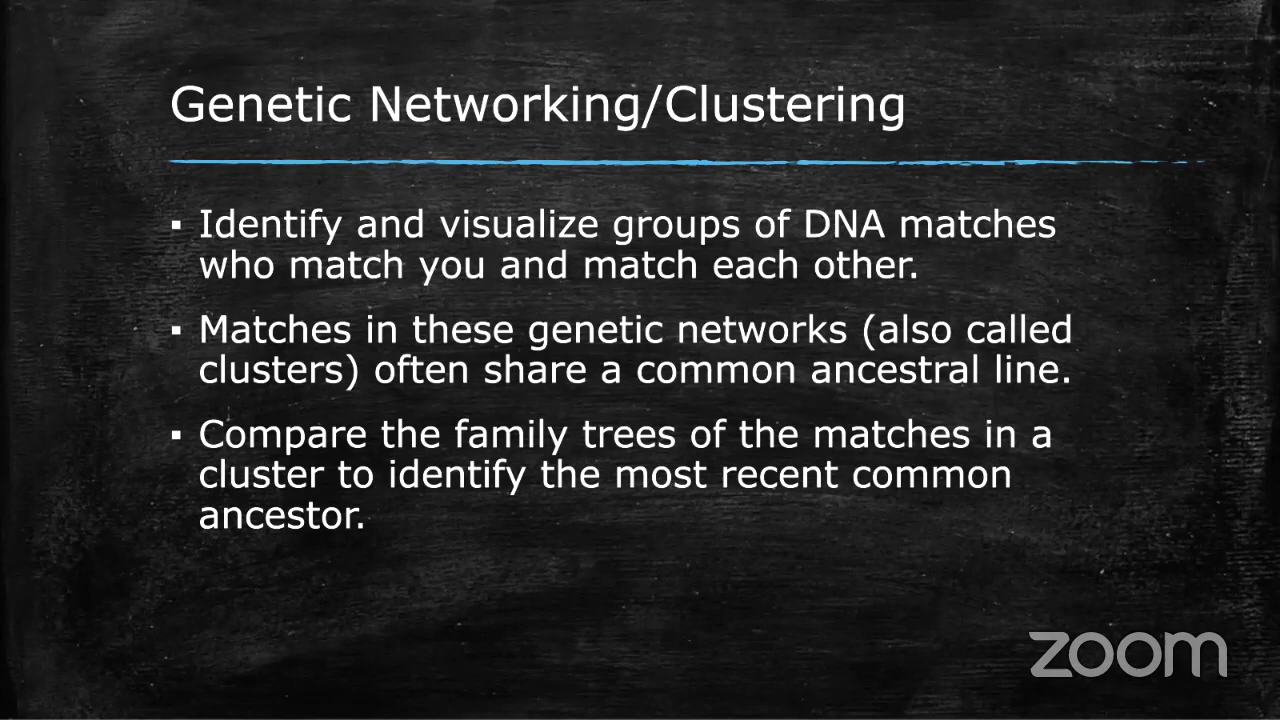 Genetic Networking/Clustering
▪ Identify and visualize groups of DNA matches
who match you and match each other.
▪ Matches in these genetic networks (also called
clusters) often share a common ancestral line.
▪ Compare the family trees of the matches in a
cluster to identify the most recent common
ancestor.
zoom